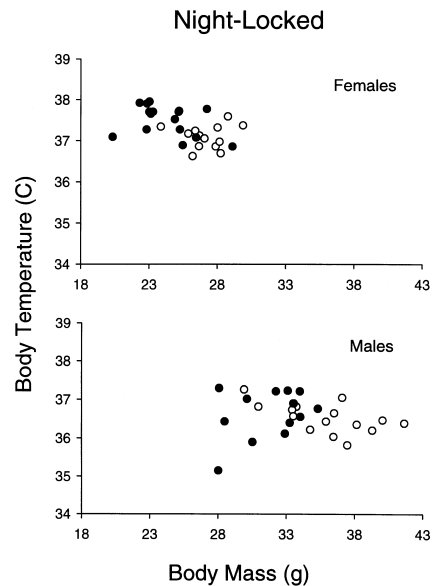 Night-Locked
39
38
37
36
35
34
Females
18 23 28 33 38 43
Body Temperature (C)
39
38
37
36
35
34
Males
18 23 28 33 38 43
Body Mass (g)